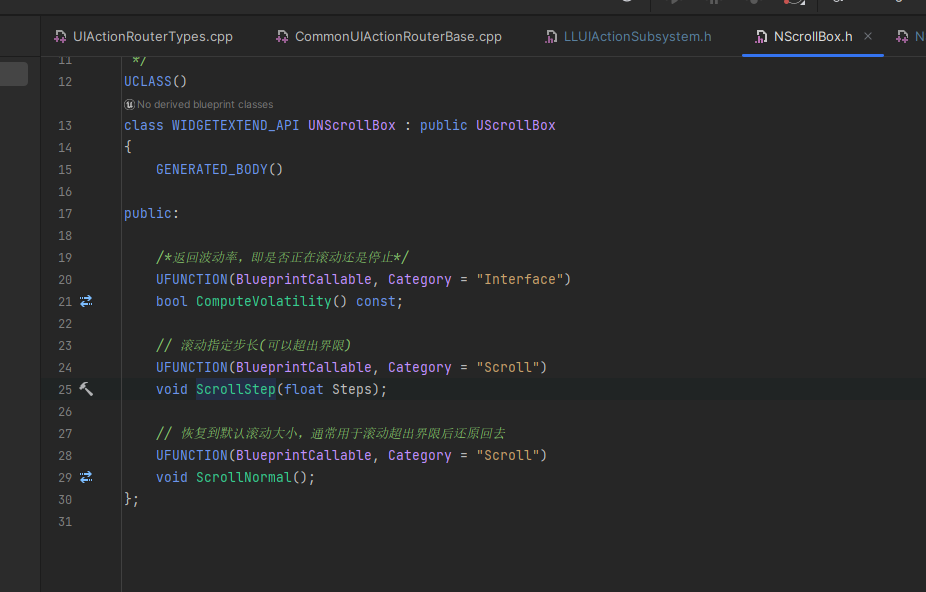 UIActionRouterTypes.cpp
CommonUIActionRouterBase.cpp
LLUIActionSubsystem.h
NScrollBox.h
N
11 */
12 UCLASS()
No derived blueprint classes
13 class WIDGETEXTEND_API UNScrollBox : public UScrollBox
14 {
15 GENERATED_BODY()
16
17 public:
18
19 /*返回波动率，即是否正在滚动还是停止*/
20 UFUNCTION(BlueprintCallable, Category = "Interface")
21 bool ComputeVolatility() const;
22
23 // 滚动指定步长(可以超出界限)
24 UFUNCTION(BlueprintCallable, Category = "Scroll")
25 void ScrollStep(float Steps);
26
27 // 恢复到默认滚动大小，通常用于滚动超出界限后还原回去
28 UFUNCTION(BlueprintCallable, Category = "Scroll")
29 void ScrollNormal();
30 };
31